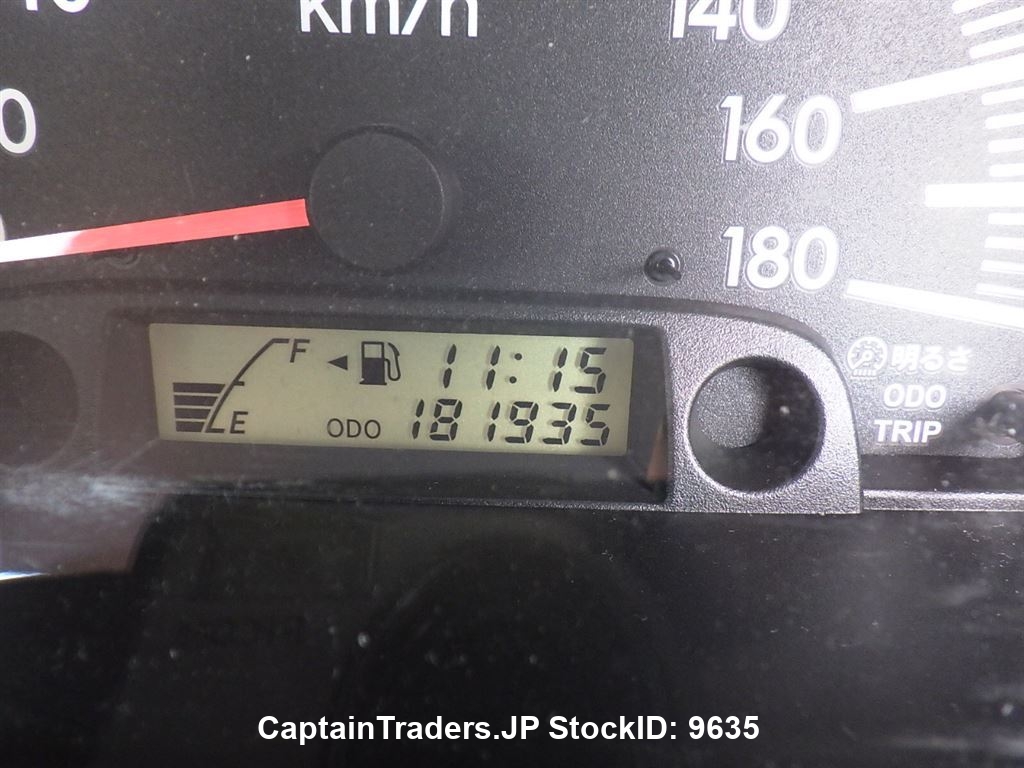 km/h
140
160
180
F
11:15
E
ODO 181935
明るさ
ODO
TRIP
CaptainTraders.JP StockID: 9635